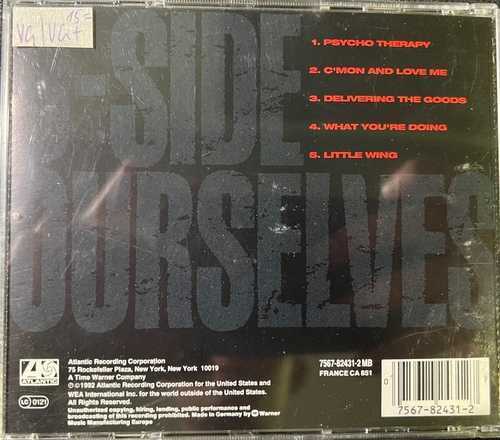 15=
VG/VG+
-SIDE
OURSELVES
1. PSYCHO THERAPY
2. C'MON AND LOVE ME
3. DELIVERING THE GOODS
4. WHAT YOU'RE DOING
5. LITTLE WING
ATLANTIC
LC 0121
Atlantic Recording Corporation
75 Rockefeller Plaza, New York, New York 10019
A Time Warner Company
℗©1992 Atlantic Recording Corporation for the United States and
WEA International Inc. for the world outside of the United States.
All Rights Reserved.
Unauthorized copying, hiring, lending, public performance and
broadcasting of this recording prohibited. Made in Germany by Warner
Music Manufacturing Europe
7567-82431-2 MB
FRANCE CA 851
0
7567-82431-2